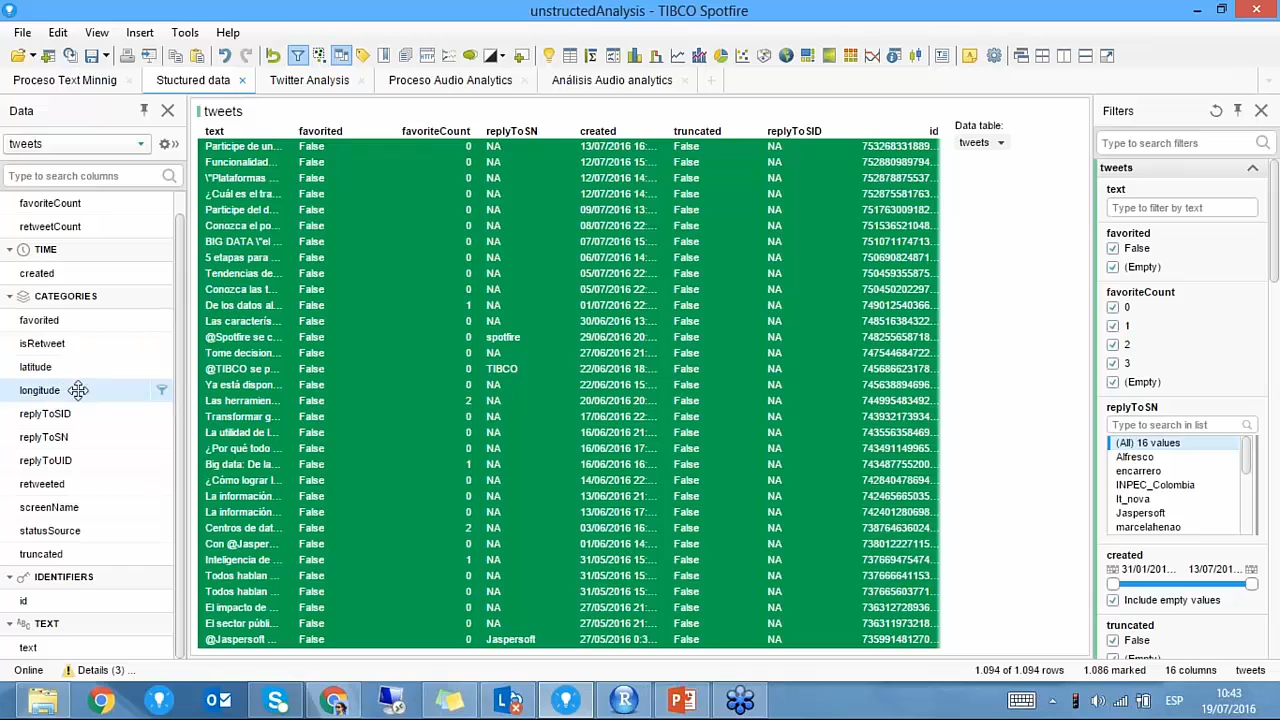 unstructedAnalysis - TIBCO Spotfire
File Edit View Insert Tools Help
Proceso Text Minnig Stuctured data Twitter Analysis Proceso Audio Analytics Análisis Audio analytics
Data
tweets
Type to search columns
favoriteCount
retweetCount
TIME
created
CATEGORIES
favorited
isRetweet
latitude
longitude
replyToSID
replyToSN
replyToUID
retweeted
screenName
statusSource
truncated
IDENTIFIERS
id
TEXT
text
tweets
text favorited favoriteCount replyToSN created truncated replyToSID id
Participe de un... False 0 NA 13/07/2016 16:... False NA 753268331889...
Funcionalidad... False 0 NA 12/07/2016 15:... False NA 752880989794...
\"Plataformas ... False 0 NA 12/07/2016 14:... False NA 752878875537...
¿Cuál es el tra... False 0 NA 12/07/2016 14:... False NA 752875581763...
Participe del d... False 0 NA 09/07/2016 13:... False NA 751763009182...
Conozca el po... False 0 NA 08/07/2016 22:... False NA 751536521048...
BIG DATA \"el ... False 0 NA 07/07/2016 15:... False NA 751071174713...
5 etapas para ... False 0 NA 06/07/2016 14:... False NA 750690824871...
Tendencias de... False 0 NA 05/07/2016 22:... False NA 750459355875...
Conozca las t... False 0 NA 05/07/2016 22:... False NA 750450202297...
De los datos al... False 1 NA 01/07/2016 22:... False NA 749012540366...
Las caracterís... False 0 NA 30/06/2016 13:... False NA 748516384322...
@Spotfire se c... False 0 spotfire 29/06/2016 20:... False NA 748255658718...
Tome decision... False 0 NA 27/06/2016 21:... False NA 747544684722...
@TIBCO se p... False 0 TIBCO 22/06/2016 18:... False NA 745686623178...
Ya está dispon... False 0 NA 22/06/2016 15:... False NA 745638894696...
Las herramien... False 2 NA 20/06/2016 20:... False NA 744995483492...
Transformar g... False 0 NA 17/06/2016 22:... False NA 743932173934...
La utilidad de l... False 0 NA 16/06/2016 21:... False NA 743556358469...
¿Por qué todo ... False 0 NA 16/06/2016 17:... False NA 743491149965...
Big data: De la... False 1 NA 16/06/2016 16:... False NA 743487755200...
¿Cómo lograr l... False 0 NA 14/06/2016 22:... False NA 742840478694...
La información... False 0 NA 13/06/2016 21:... False NA 742465665035...
La información... False 0 NA 13/06/2016 17:... False NA 742401280698...
Centros de dat... False 2 NA 03/06/2016 16:... False NA 738764636024...
Con @Jasper... False 0 NA 01/06/2016 14:... False NA 738012227115...
Inteligencia de ... False 1 NA 31/05/2016 15:... False NA 737669475474...
Todos hablan ... False 0 NA 31/05/2016 15:... False NA 737666641153...
Todos hablan ... False 0 NA 31/05/2016 15:... False NA 737665603771...
El impacto de ... False 0 NA 27/05/2016 21:... False NA 736312728936...
El sector públi... False 0 NA 27/05/2016 21:... False NA 736311973218...
@Jaspersoft ... False 0 Jaspersoft 27/05/2016 0:3... False NA 735991481270...
Data table:
tweets
Filters
Type to search filters
tweets
text
Type to filter by text
favorited
False
(Empty)
favoriteCount
0
1
2
3
(Empty)
replyToSN
Type to search in list
(All) 16 values
Alfresco
encarrero
INPEC_Colombia
It_nova
Jaspersoft
marcelahenao
created
31/01/201... 13/07/201...
Include empty values
truncated
False
(Empty)
Online Details (3) ... 1.094 of 1.094 rows 1.086 marked 16 columns tweets
ESP
10:43
19/07/2016